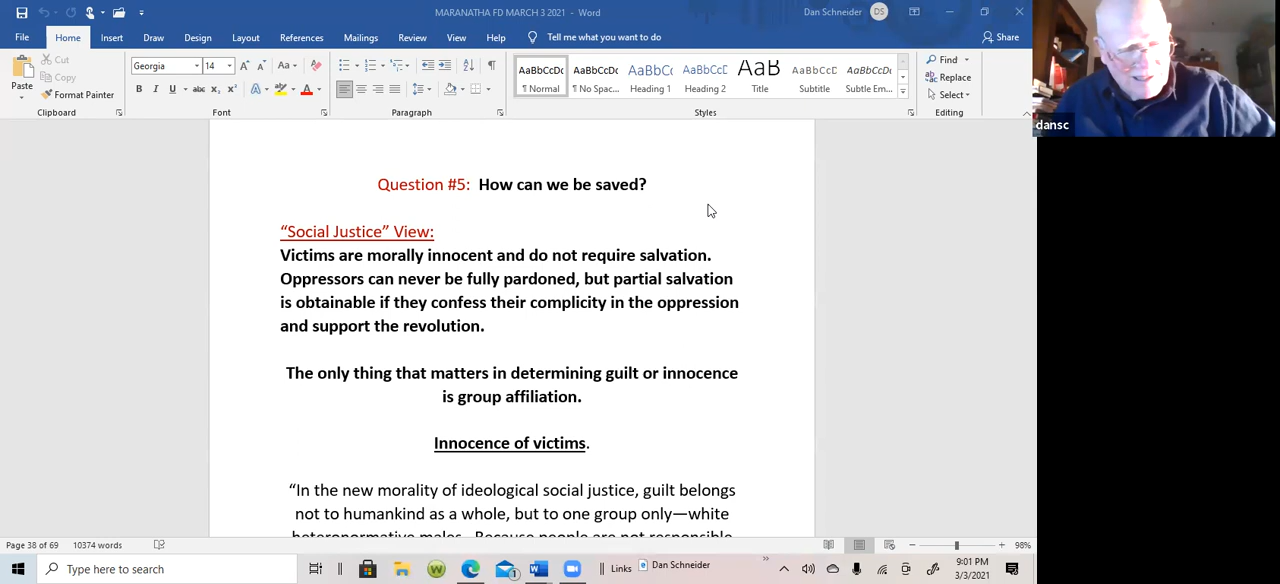 MARANATHA FD MARCH 3 2021 - Word
Dan Schneider
DS
File
Home
Insert
Draw
Design
Layout
References
Mailings
Review
View
Help
Tell me what you want to do
Share
Paste
Cut
Copy
Format Painter
Clipboard
Georgia
14
Font
Paragraph
AaBbCcDc
¶ Normal
AaBbCcDc
¶ No Spac...
AaBbCc
Heading 1
AaBbCcD
Heading 2
AaB
Title
AaBbCcD
Subtitle
AaBbCcDc
Subtle Em...
Styles
Find
Replace
Select
Editing
dansc
Question #5: How can we be saved?
“Social Justice” View:
Victims are morally innocent and do not require salvation.
Oppressors can never be fully pardoned, but partial salvation
is obtainable if they confess their complicity in the oppression
and support the revolution.
The only thing that matters in determining guilt or innocence
is group affiliation.
Innocence of victims.
“In the new morality of ideological social justice, guilt belongs
not to humankind as a whole, but to one group only—white
heteronormative males. Because people are not responsible
Page 38 of 69
10374 words
98%
Type here to search
Links
Dan Schneider
9:01 PM
3/3/2021